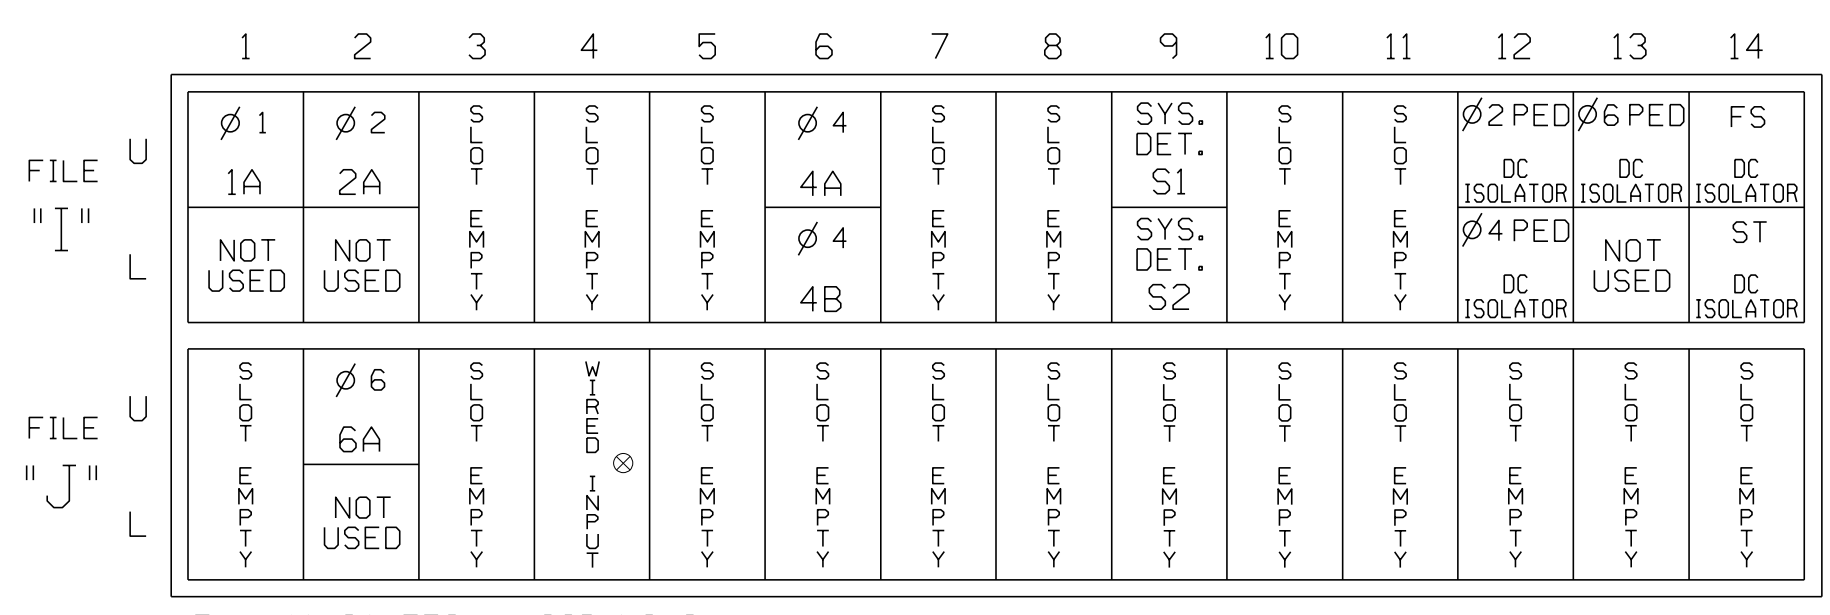 1 2 3 4 5 6 7 8 9 10 11 12 13 14
FILE "I"
U
L
Ø 1
1A
NOT
USED
Ø 2
2A
NOT
USED
SLOT EMPTY
SLOT EMPTY
SLOT EMPTY
Ø 4
4A
Ø 4
4B
SLOT EMPTY
SLOT EMPTY
SYS.
DET.
S1
SYS.
DET.
S2
SLOT EMPTY
SLOT EMPTY
Ø2 PED
DC
ISOLATOR
Ø4 PED
DC
ISOLATOR
Ø6 PED
DC
ISOLATOR
NOT
USED
FS
DC
ISOLATOR
ST
DC
ISOLATOR
FILE "J"
U
L
SLOT EMPTY
Ø 6
6A
NOT
USED
SLOT EMPTY
WIRED INPUT
⊗
SLOT EMPTY
SLOT EMPTY
SLOT EMPTY
SLOT EMPTY
SLOT EMPTY
SLOT EMPTY
SLOT EMPTY
SLOT EMPTY
SLOT EMPTY
SLOT EMPTY